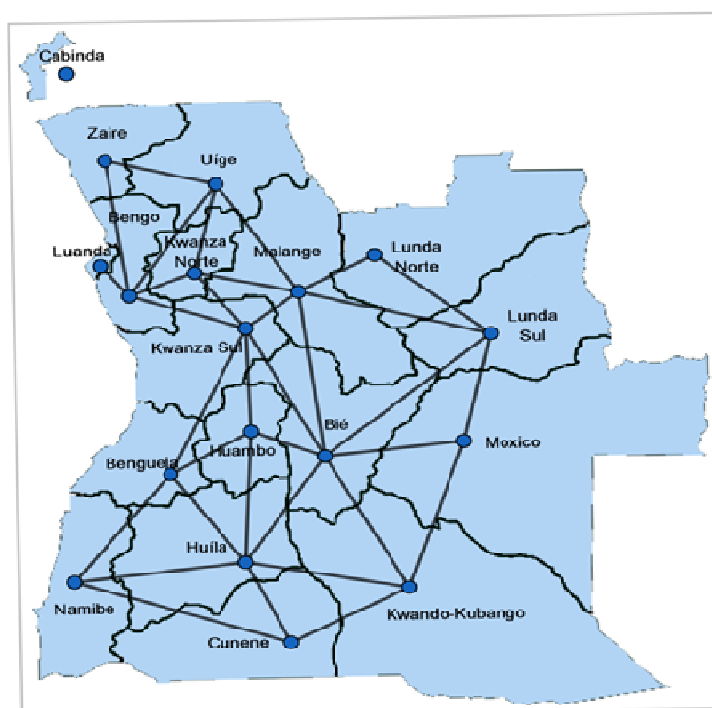 Cabinda
Zaire
Uíge
Bengo
Luanda
Kwanza
Norte
Malange
Lunda
Norte
Lunda
Sul
Kwanza Sul
Bié
Moxico
Huambo
Benguela
Huíla
Namibe
Kwando-Kubango
Cunene